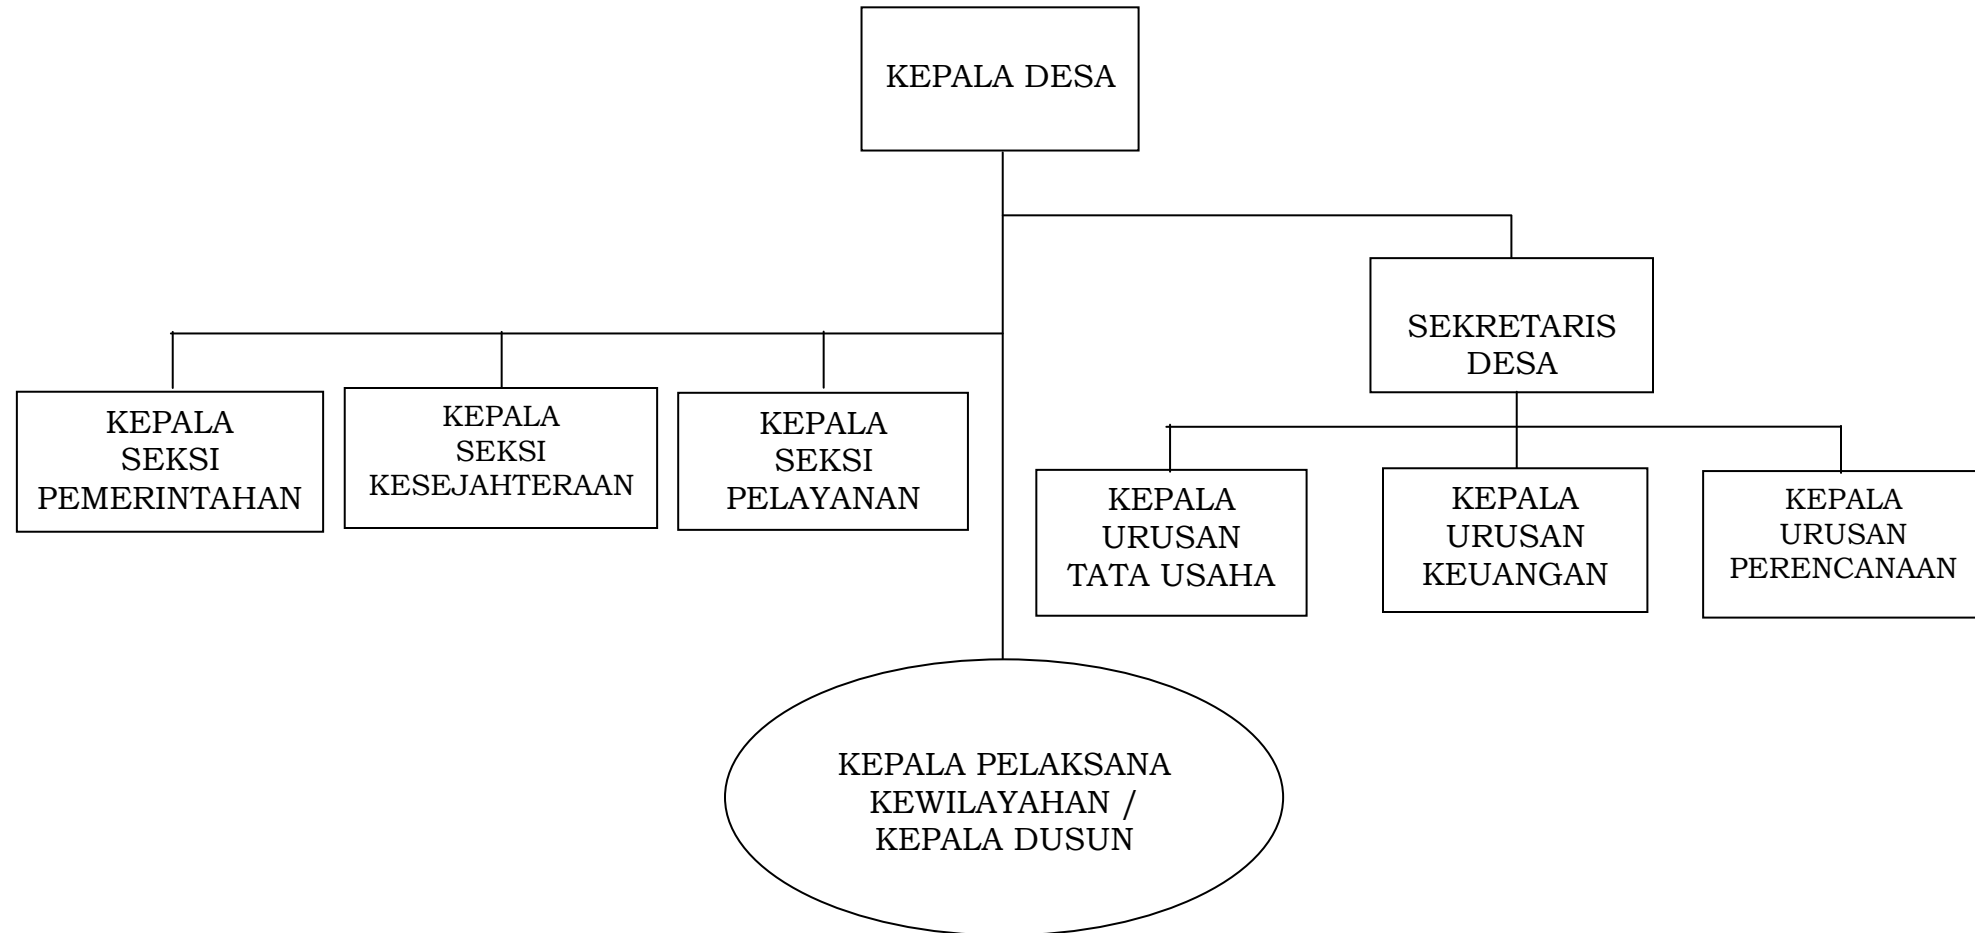 KEPALA DESA
SEKRETARIS
DESA
KEPALA
SEKSI
PEMERINTAHAN
KEPALA
SEKSI
KESEJAHTERAAN
KEPALA
SEKSI
PELAYANAN
KEPALA
URUSAN
TATA USAHA
KEPALA
URUSAN
KEUANGAN
KEPALA
URUSAN
PERENCANAAN
KEPALA PELAKSANA
KEWILAYAHAN /
KEPALA DUSUN